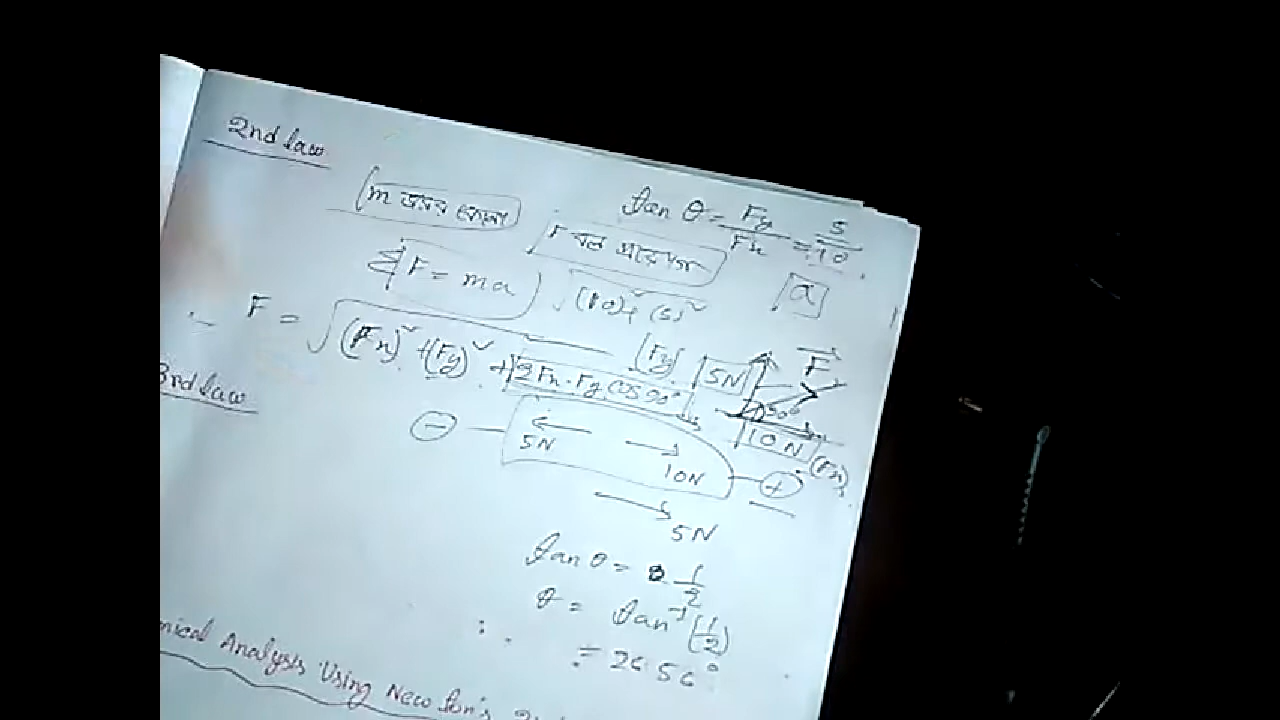 2nd law
m ভরের কোনো
F বল প্রয়োগ
tan θ = Fy/Fx = 5/10
ΣF = ma
√(10)²+(5)²
a
F = √(Fx)²+(Fy)²+2Fx.Fy cos 90°
Fy
5N
F
90°
10N
(Fx)
3rd law
−
5N
10N
+
5N
tan θ = 1/2
θ = tan⁻¹(1/2)
= 26.56°
Analysis Using Newton's